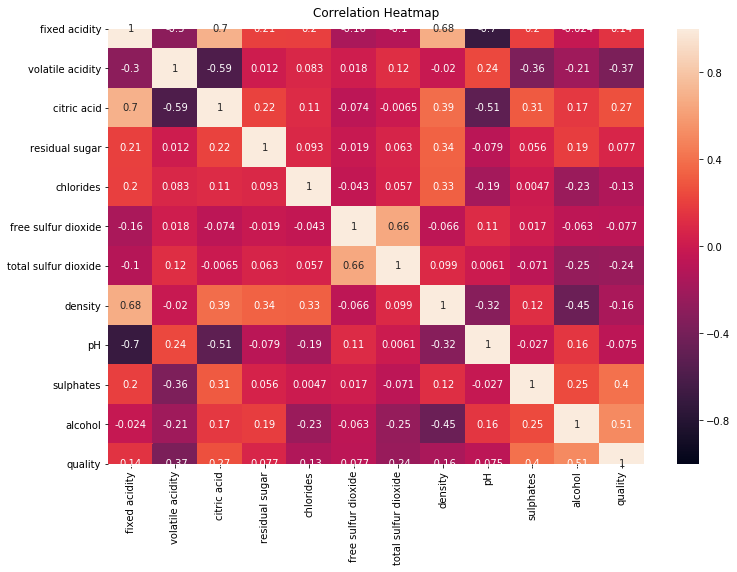 Correlation Heatmap
fixed acidity 1 -0.3 0.7 0.21 0.2 -0.16 -0.1 0.68 -0.7 0.2 -0.024 0.14
volatile acidity -0.3 1 -0.59 0.012 0.083 0.018 0.12 -0.02 0.24 -0.36 -0.21 -0.37
citric acid 0.7 -0.59 1 0.22 0.11 -0.074 -0.0065 0.39 -0.51 0.31 0.17 0.27
residual sugar 0.21 0.012 0.22 1 0.093 -0.019 0.063 0.34 -0.079 0.056 0.19 0.077
chlorides 0.2 0.083 0.11 0.093 1 -0.043 0.057 0.33 -0.19 0.0047 -0.23 -0.13
free sulfur dioxide -0.16 0.018 -0.074 -0.019 -0.043 1 0.66 -0.066 0.11 0.017 -0.063 -0.077
total sulfur dioxide -0.1 0.12 -0.0065 0.063 0.057 0.66 1 0.099 0.0061 -0.071 -0.25 -0.24
density 0.68 -0.02 0.39 0.34 0.33 -0.066 0.099 1 -0.32 0.12 -0.45 -0.16
pH -0.7 0.24 -0.51 -0.079 -0.19 0.11 0.0061 -0.32 1 -0.027 0.16 -0.075
sulphates 0.2 -0.36 0.31 0.056 0.0047 0.017 -0.071 0.12 -0.027 1 0.25 0.4
alcohol -0.024 -0.21 0.17 0.19 -0.23 -0.063 -0.25 -0.45 0.16 0.25 1 0.51
quality 0.14 -0.37 0.27 0.077 -0.13 -0.077 -0.24 -0.16 -0.075 0.4 0.51 1
fixed acidity
volatile acidity
citric acid
residual sugar
chlorides
free sulfur dioxide
total sulfur dioxide
density
pH
sulphates
alcohol
quality
0.8
0.4
0.0
-0.4
-0.8